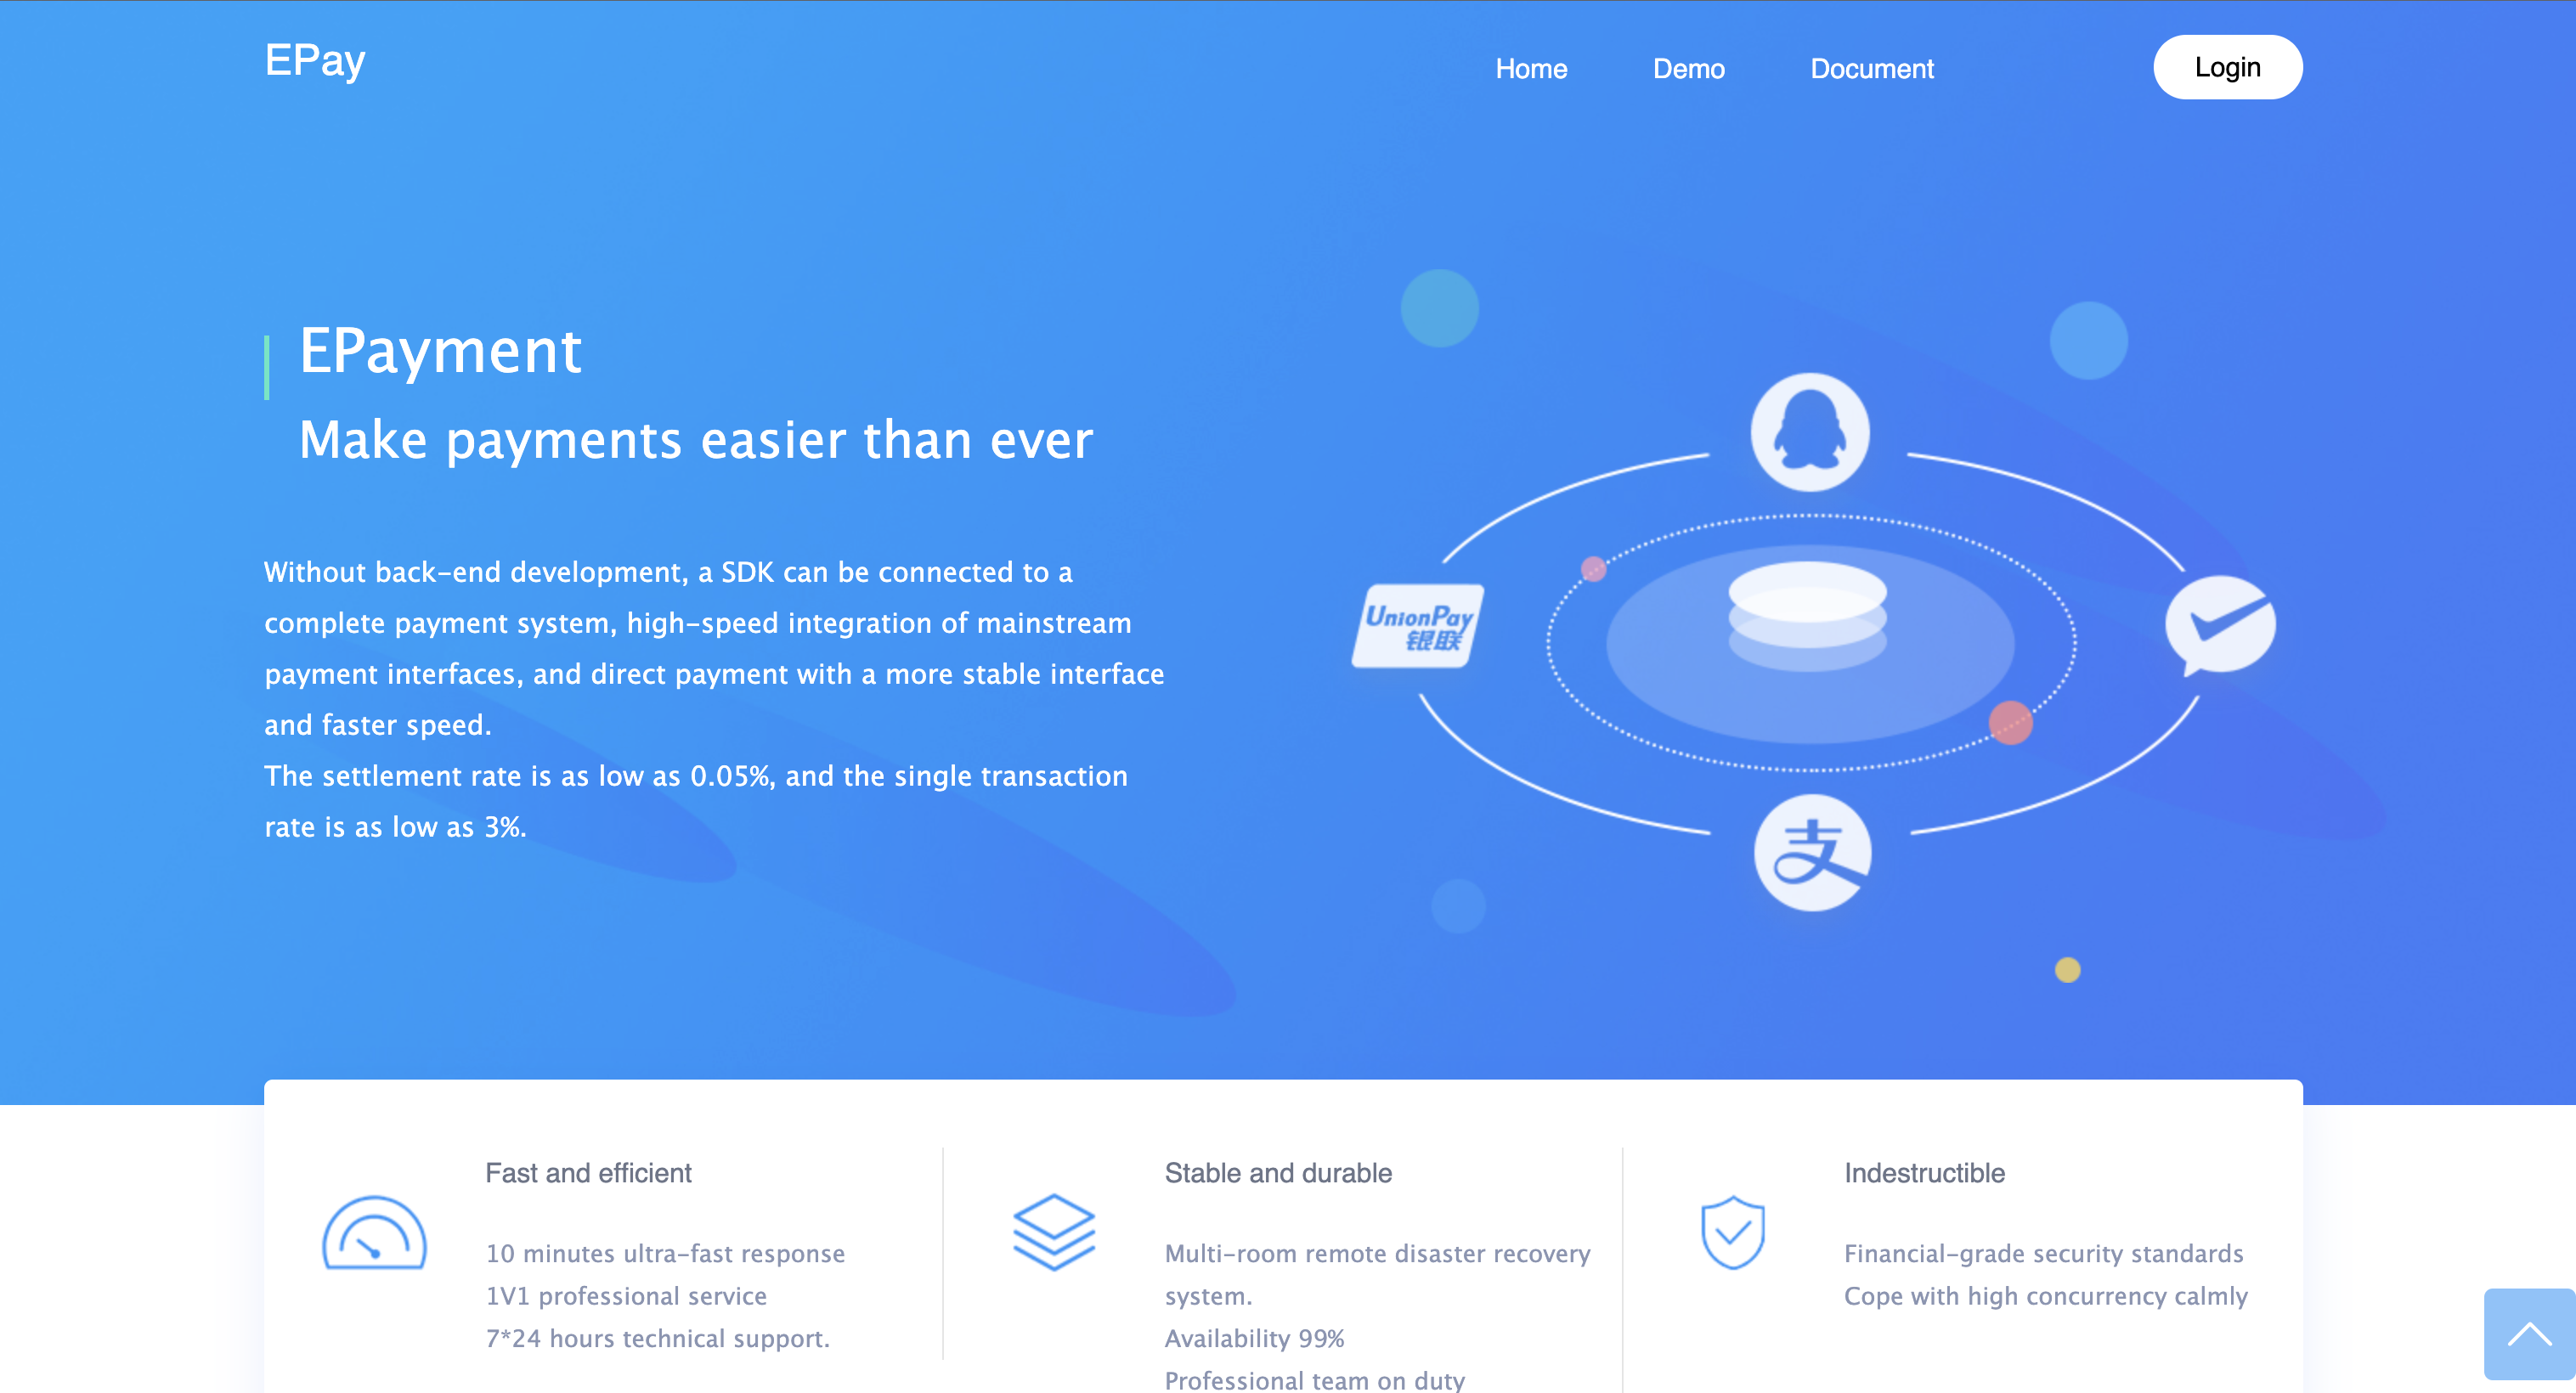 EPay
Home
Demo
Document
Login
EPayment
Make payments easier than ever
Without back-end development, a SDK can be connected to a
complete payment system, high-speed integration of mainstream
payment interfaces, and direct payment with a more stable interface
and faster speed.
The settlement rate is as low as 0.05%, and the single transaction
rate is as low as 3%.
UnionPay
银联
支
Fast and efficient
10 minutes ultra-fast response
1V1 professional service
7*24 hours technical support.
Stable and durable
Multi-room remote disaster recovery
system.
Availability 99%
Professional team on duty
Indestructible
Financial-grade security standards
Cope with high concurrency calmly